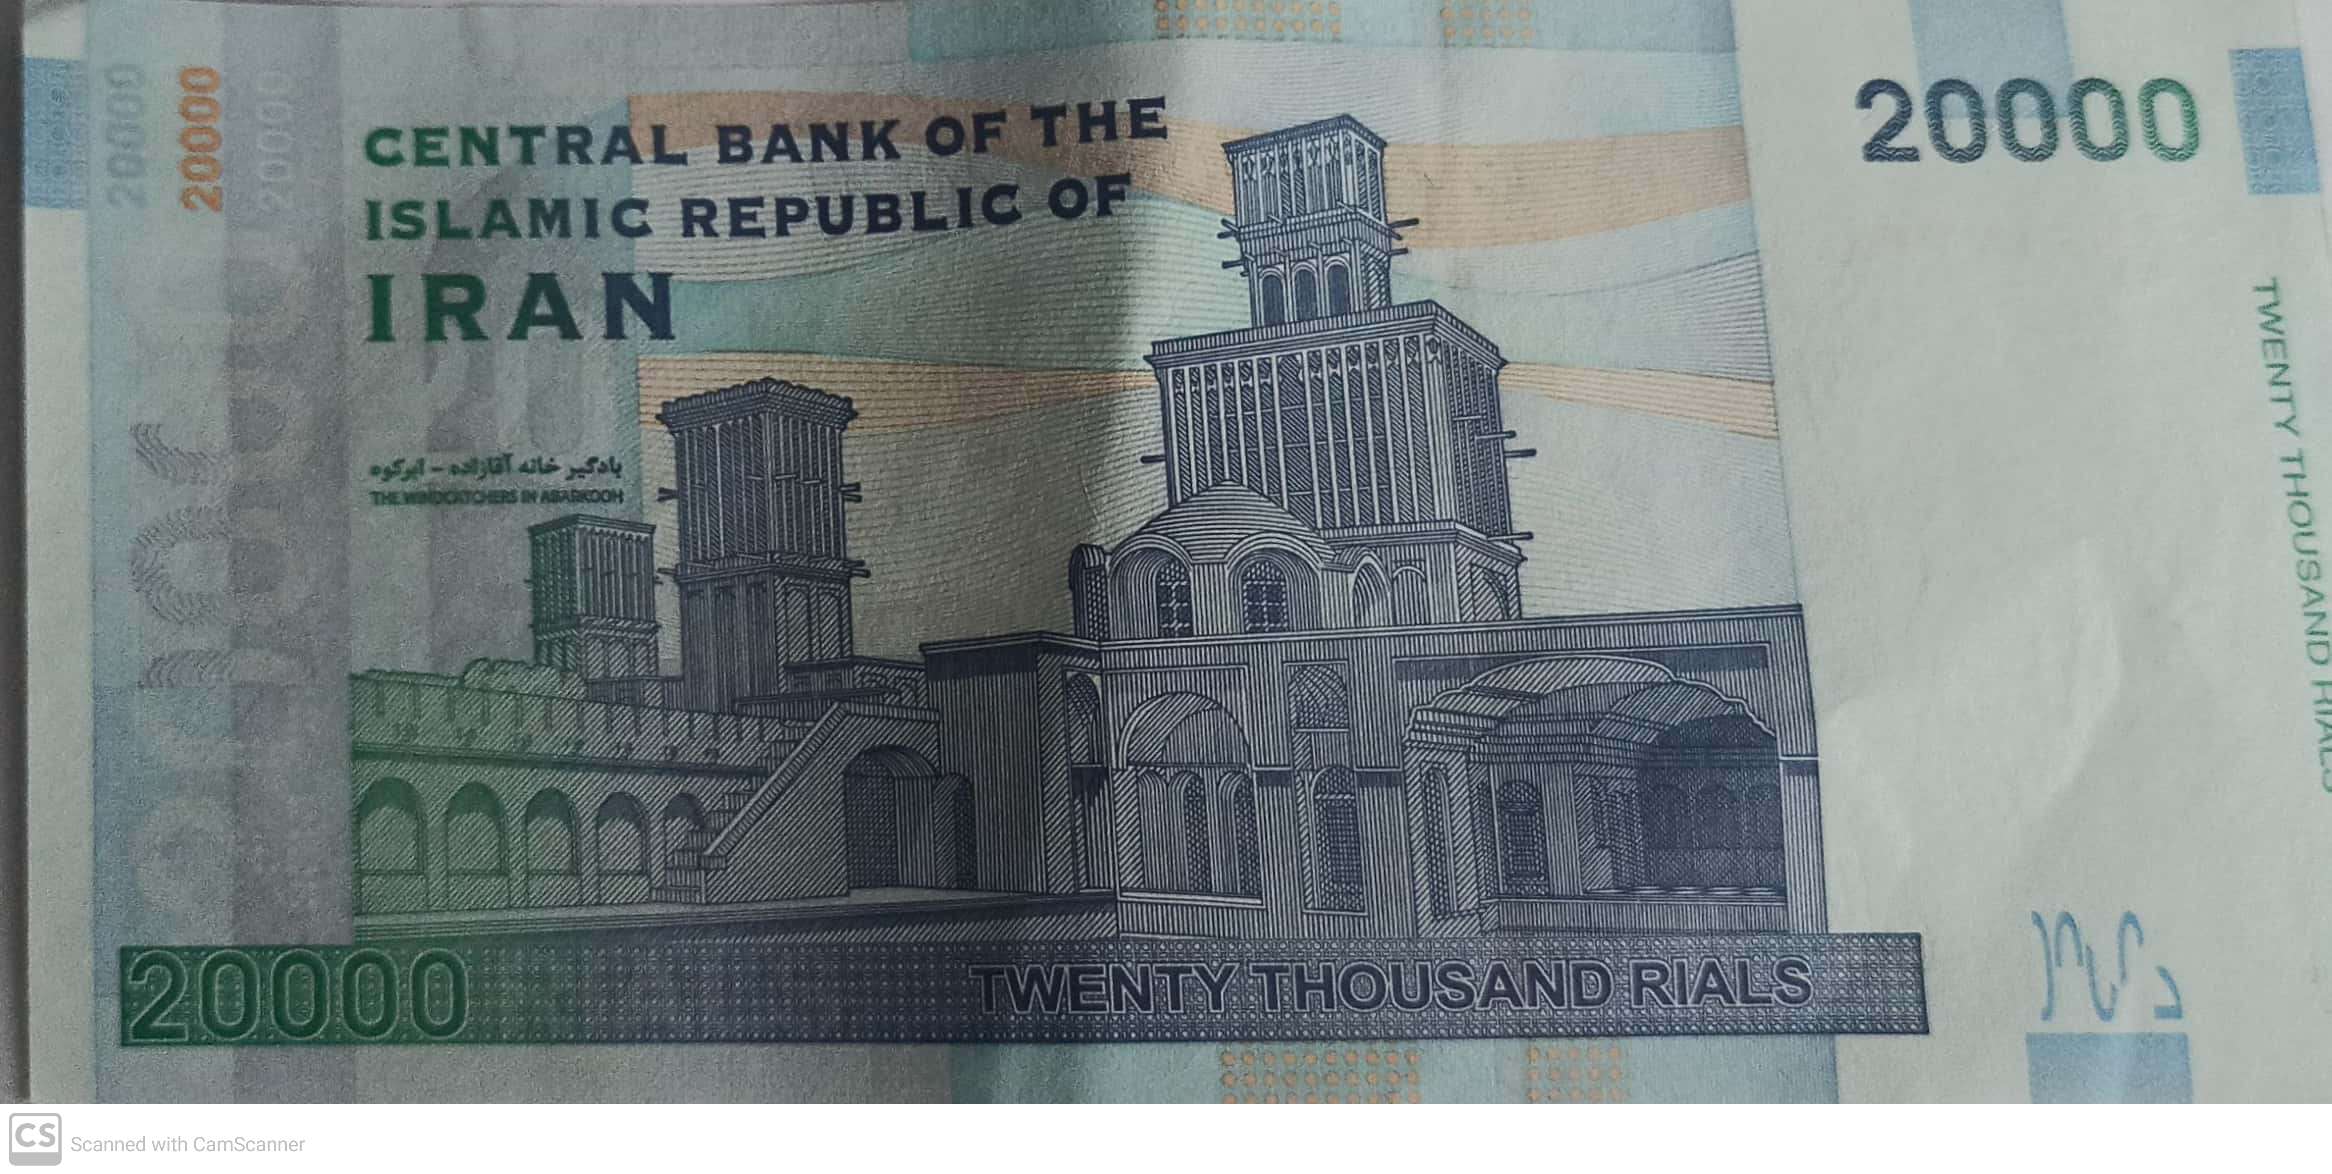 20000
20000
20000
CENTRAL BANK OF THE
ISLAMIC REPUBLIC OF
IRAN
20000
بادگیر خانه آقازاده - ابرکوه
THE WINDCATCHERS IN ABARKOOH
TWENTY THOUSAND RIALS
20000
TWENTY THOUSAND RIALS
CS Scanned with CamScanner